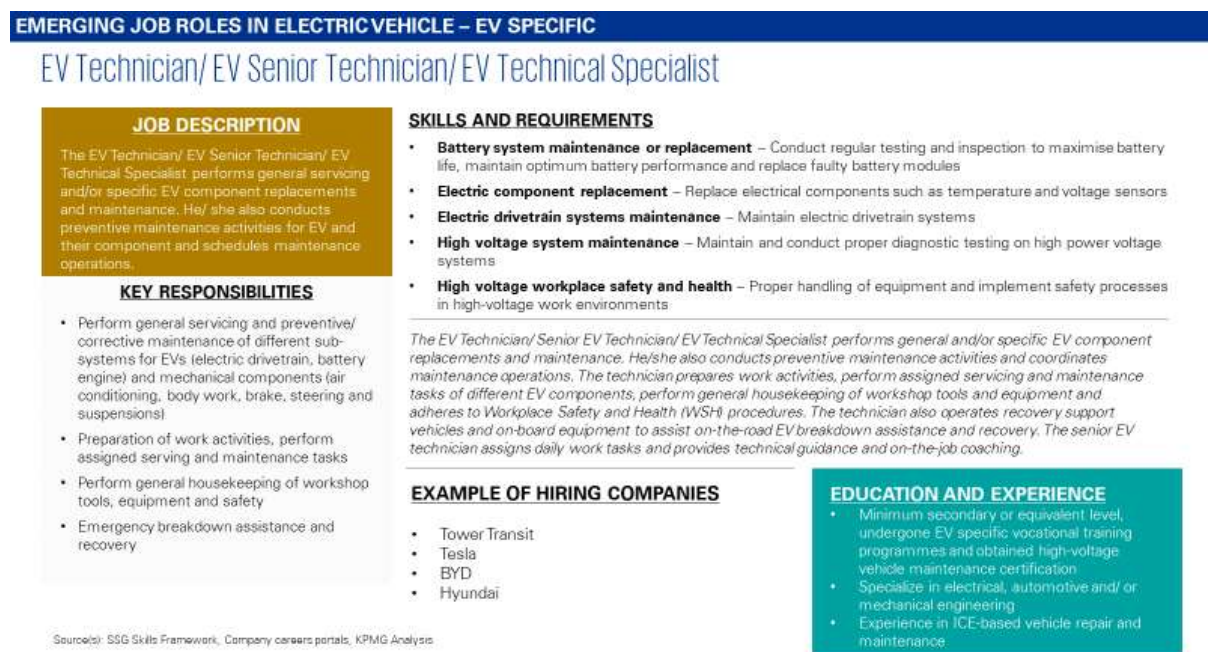 EMERGING JOB ROLES IN ELECTRIC VEHICLE – EV SPECIFIC
EV Technician/ EV Senior Technician/ EV Technical Specialist
JOB DESCRIPTION
The EV Technician/ EV Senior Technician/ EV
Technical Specialist performs general servicing
and/or specific EV component replacements
and maintenance. He/ she also conducts
preventive maintenance activities for EV and
their component and schedules maintenance
operations.
KEY RESPONSIBILITIES
• Perform general servicing and preventive/
corrective maintenance of different sub-
systems for EVs (electric drivetrain, battery
engine) and mechanical components (air
conditioning, body work, brake, steering and
suspensions)
• Preparation of work activities, perform
assigned serving and maintenance tasks
• Perform general housekeeping of workshop
tools, equipment and safety
• Emergency breakdown assistance and
recovery
SKILLS AND REQUIREMENTS
• Battery system maintenance or replacement – Conduct regular testing and inspection to maximise battery
life, maintain optimum battery performance and replace faulty battery modules
• Electric component replacement – Replace electrical components such as temperature and voltage sensors
• Electric drivetrain systems maintenance – Maintain electric drivetrain systems
• High voltage system maintenance – Maintain and conduct proper diagnostic testing on high power voltage
systems
• High voltage workplace safety and health – Proper handling of equipment and implement safety processes
in high-voltage work environments
The EV Technician/ Senior EV Technician/ EV Technical Specialist performs general and/or specific EV component
replacements and maintenance. He/she also conducts preventive maintenance activities and coordinates
maintenance operations. The technician prepares work activities, perform assigned servicing and maintenance
tasks of different EV components, perform general housekeeping of workshop tools and equipment and
adheres to Workplace Safety and Health (WSH) procedures. The technician also operates recovery support
vehicles and on-board equipment to assist on-the-road EV breakdown assistance and recovery. The senior EV
technician assigns daily work tasks and provides technical guidance and on-the-job coaching.
EXAMPLE OF HIRING COMPANIES
• Tower Transit
• Tesla
• BYD
• Hyundai
EDUCATION AND EXPERIENCE
• Minimum secondary or equivalent level,
undergone EV specific vocational training
programmes and obtained high-voltage
vehicle maintenance certification
• Specialize in electrical, automotive and/ or
mechanical engineering
• Experience in ICE-based vehicle repair and
maintenance
Source(s): SSG Skills Framework, Company careers portals, KPMG Analysis